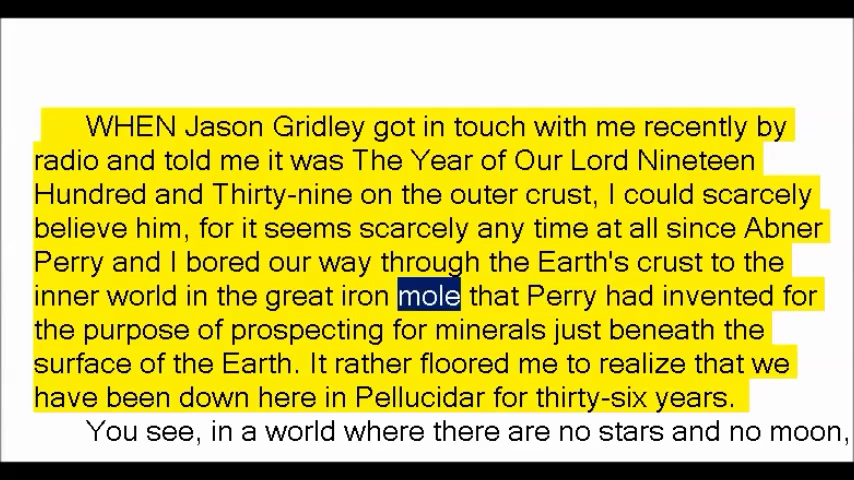 WHEN Jason Gridley got in touch with me recently by
radio and told me it was The Year of Our Lord Nineteen
Hundred and Thirty-nine on the outer crust, I could scarcely
believe him, for it seems scarcely any time at all since Abner
Perry and I bored our way through the Earth's crust to the
inner world in the great iron mole that Perry had invented for
the purpose of prospecting for minerals just beneath the
surface of the Earth. It rather floored me to realize that we
have been down here in Pellucidar for thirty-six years.
You see, in a world where there are no stars and no moon,